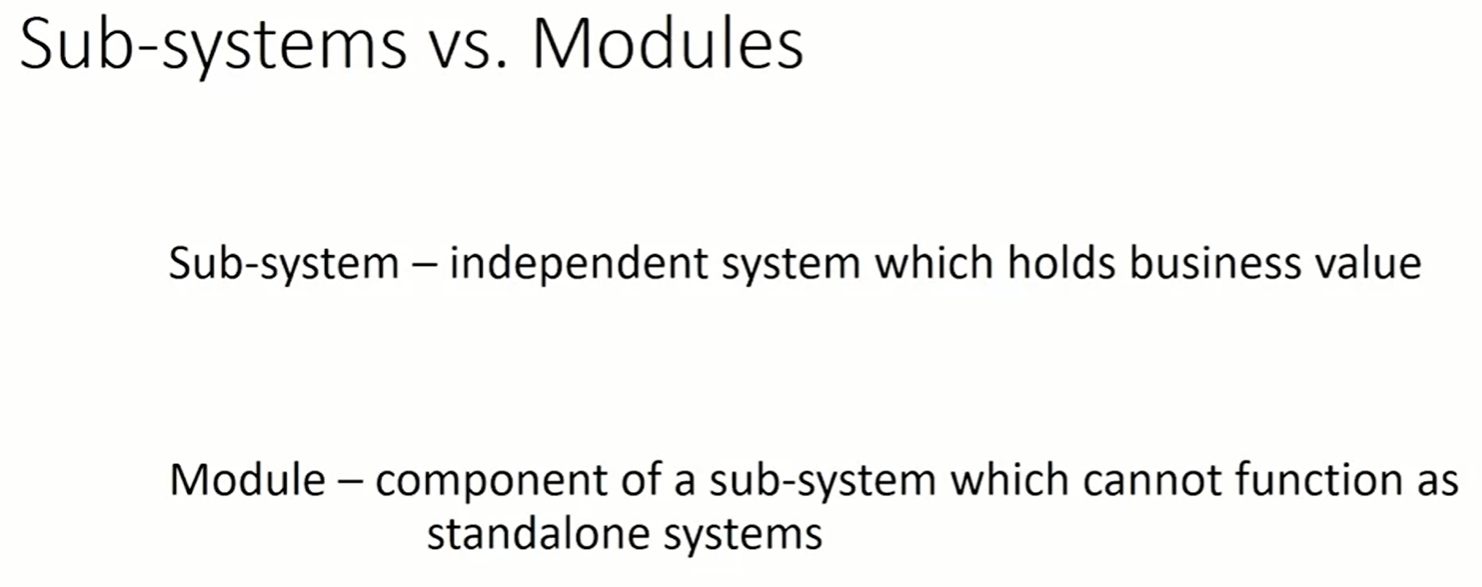 Sub-systems vs. Modules
Sub-system – independent system which holds business value
Module – component of a sub-system which cannot function as
standalone systems